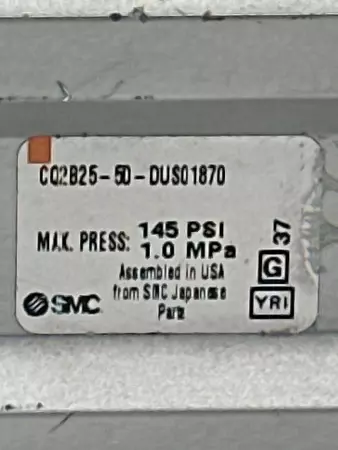 CQ2B25-50-DUS01870
MAX. PRESS: 145 PSI
1.0 MPa
Assembled in USA
from SMC Japanese
Parts
SMC
37
G
YRI